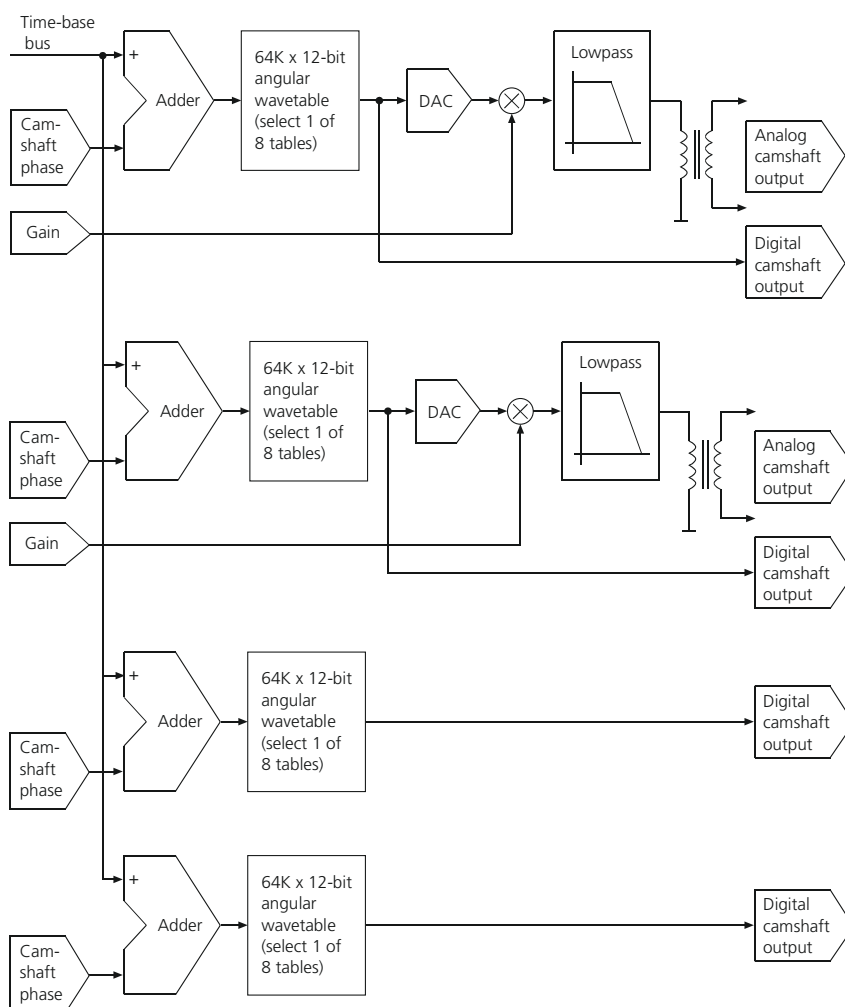 Time-base
bus
+
Adder
Cam-
shaft
phase
64K x 12-bit
angular
wavetable
(select 1 of
8 tables)
DAC
Lowpass
Analog
camshaft
output
Gain
Digital
camshaft
output
+
Adder
Cam-
shaft
phase
64K x 12-bit
angular
wavetable
(select 1 of
8 tables)
DAC
Lowpass
Analog
camshaft
output
Gain
Digital
camshaft
output
+
Adder
Cam-
shaft
phase
64K x 12-bit
angular
wavetable
(select 1 of
8 tables)
Digital
camshaft
output
+
Adder
Cam-
shaft
phase
64K x 12-bit
angular
wavetable
(select 1 of
8 tables)
Digital
camshaft
output